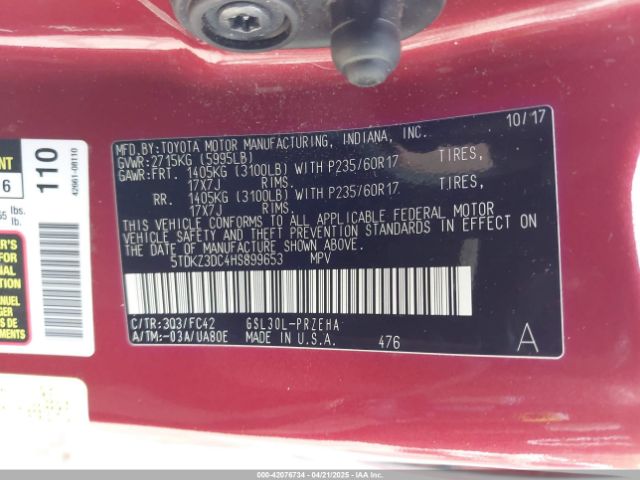 MFD.BY:TOYOTA MOTOR MANUFACTURING, INDIANA, INC. 10/17
GVWR:2715KG (5995LB)
GAWR:FRT. 1405KG (3100LB) WITH P235/60R17 TIRES,
17X7J RIMS,
RR. 1405KG (3100LB) WITH P235/60R17 TIRES,
17X7J RIMS.
THIS VEHICLE CONFORMS TO ALL APPLICABLE FEDERAL MOTOR
VEHICLE SAFETY AND THEFT PREVENTION STANDARDS IN EFFECT ON
THE DATE OF MANUFACTURE SHOWN ABOVE.
5TDKZ3DC4HS899653 MPV
C/TR:3Q3/FC42 GSL30L-PRZEHA
A/TM:-03A/UA80E MADE IN U.S.A. 476 A
110
42661-08110
6
lbs.
lb.
00-42076734 - 04/21/2025 - IAA Inc.